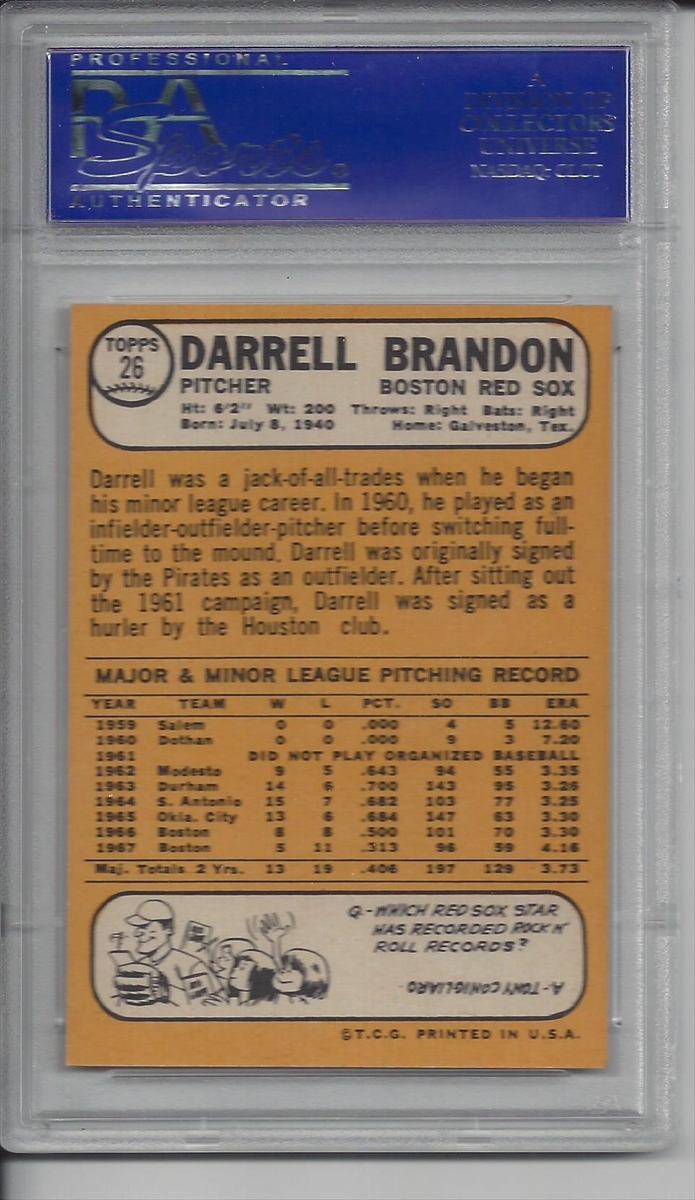 PROFESSIONAL
PSA
Sports
AUTHENTICATOR
A
DIVISION OF
COLLECTORS
UNIVERSE
NASDAQ: CLCT
TOPPS
26
DARRELL BRANDON
PITCHER BOSTON RED SOX
Ht: 6'2" Wt: 200 Throws: Right Bats: Right
Born: July 8, 1940 Home: Galveston, Tex.
Darrell was a jack-of-all-trades when he began
his minor league career. In 1960, he played as an
infielder-outfielder-pitcher before switching full-
time to the mound. Darrell was originally signed
by the Pirates as an outfielder. After sitting out
the 1961 campaign, Darrell was signed as a
hurler by the Houston club.
MAJOR & MINOR LEAGUE PITCHING RECORD
YEAR TEAM W L PCT. SO BB ERA
1959 Salem 0 0 .000 4 5 12.60
1960 Dothan 0 0 .000 9 3 7.20
1961 DID NOT PLAY ORGANIZED BASEBALL
1962 Modesto 9 5 .643 94 55 3.35
1963 Durham 14 6 .700 143 95 3.26
1964 S. Antonio 15 7 .682 103 77 3.25
1965 Okla. City 13 6 .684 147 63 3.30
1966 Boston 8 8 .500 101 70 3.30
1967 Boston 5 11 .313 96 59 4.16
Maj. Totals 2 Yrs. 13 19 .406 197 129 3.73
Q.-WHICH RED SOX STAR
HAS RECORDED ROCK N'
ROLL RECORDS?
A.-TONY CONIGLIARO
©T.C.G. PRINTED IN U.S.A.